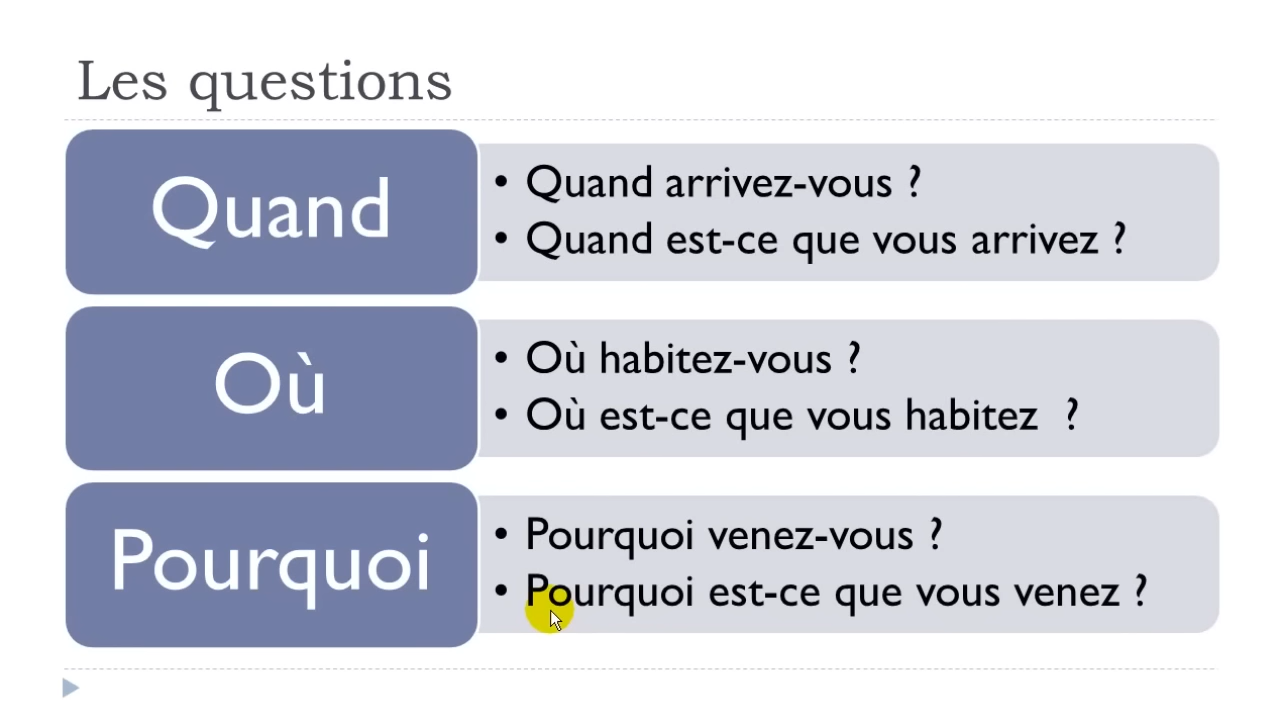 Les questions
Quand
• Quand arrivez-vous ?
• Quand est-ce que vous arrivez ?
Où
• Où habitez-vous ?
• Où est-ce que vous habitez  ?
Pourquoi
• Pourquoi venez-vous ?
• Pourquoi est-ce que vous venez ?